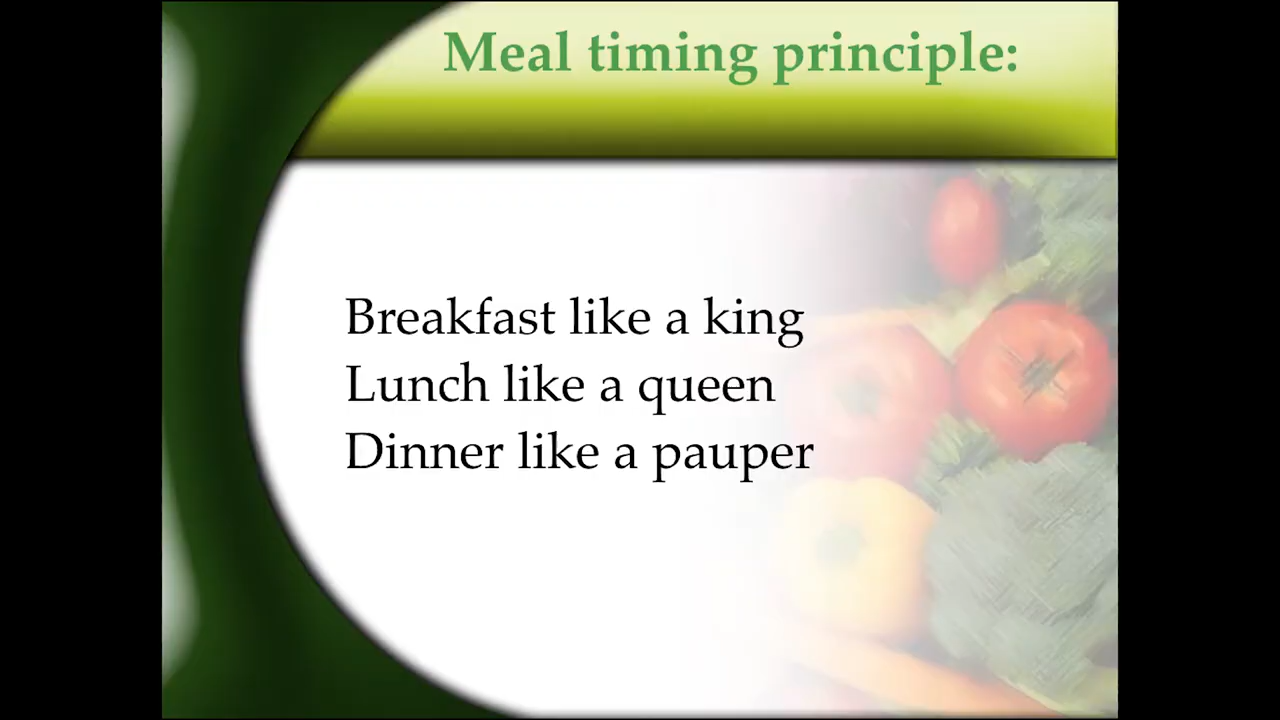 Meal timing principle:
Breakfast like a king
Lunch like a queen
Dinner like a pauper